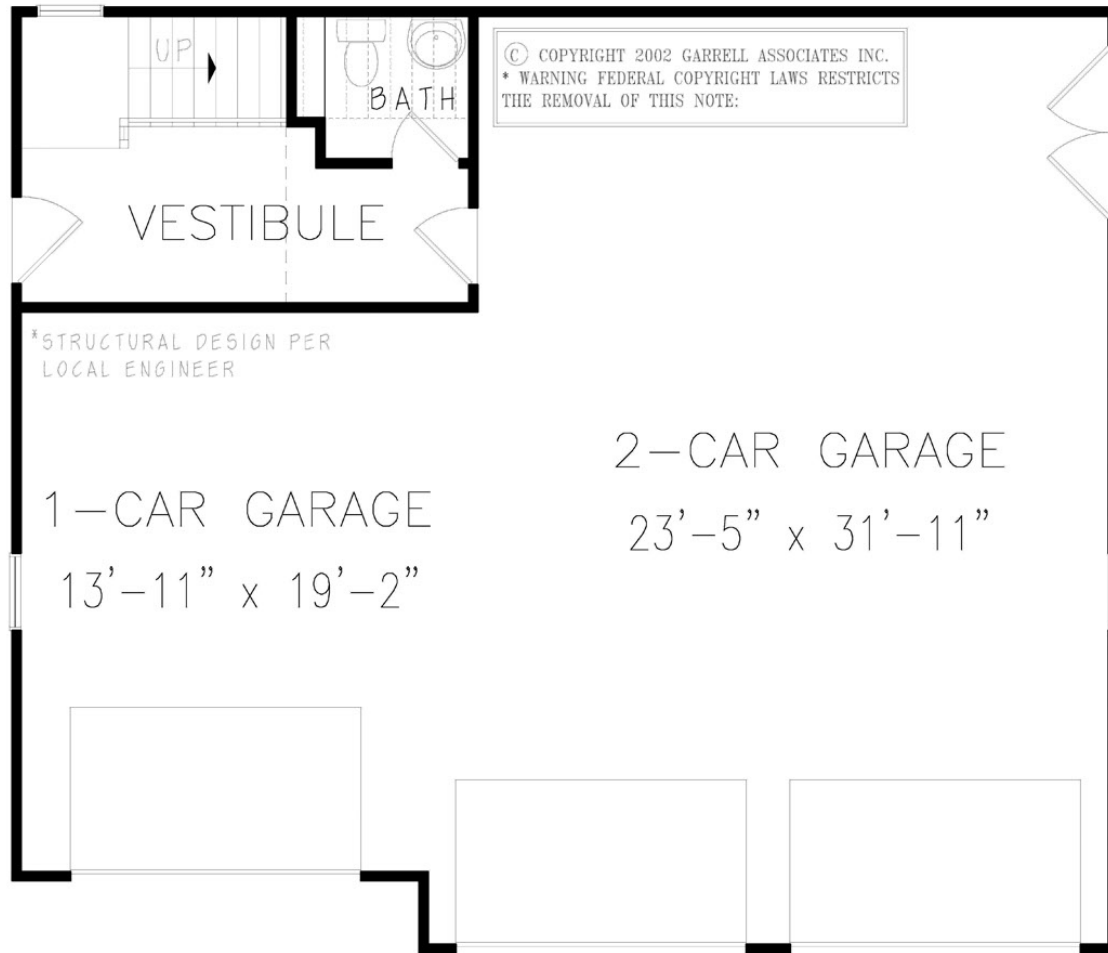 UP
BATH
© COPYRIGHT 2002 GARRELL ASSOCIATES INC.
* WARNING FEDERAL COPYRIGHT LAWS RESTRICTS
THE REMOVAL OF THIS NOTE:
VESTIBULE
*STRUCTURAL DESIGN PER
LOCAL ENGINEER
2-CAR GARAGE
23'-5" x 31'-11"
1-CAR GARAGE
13'-11" x 19'-2"